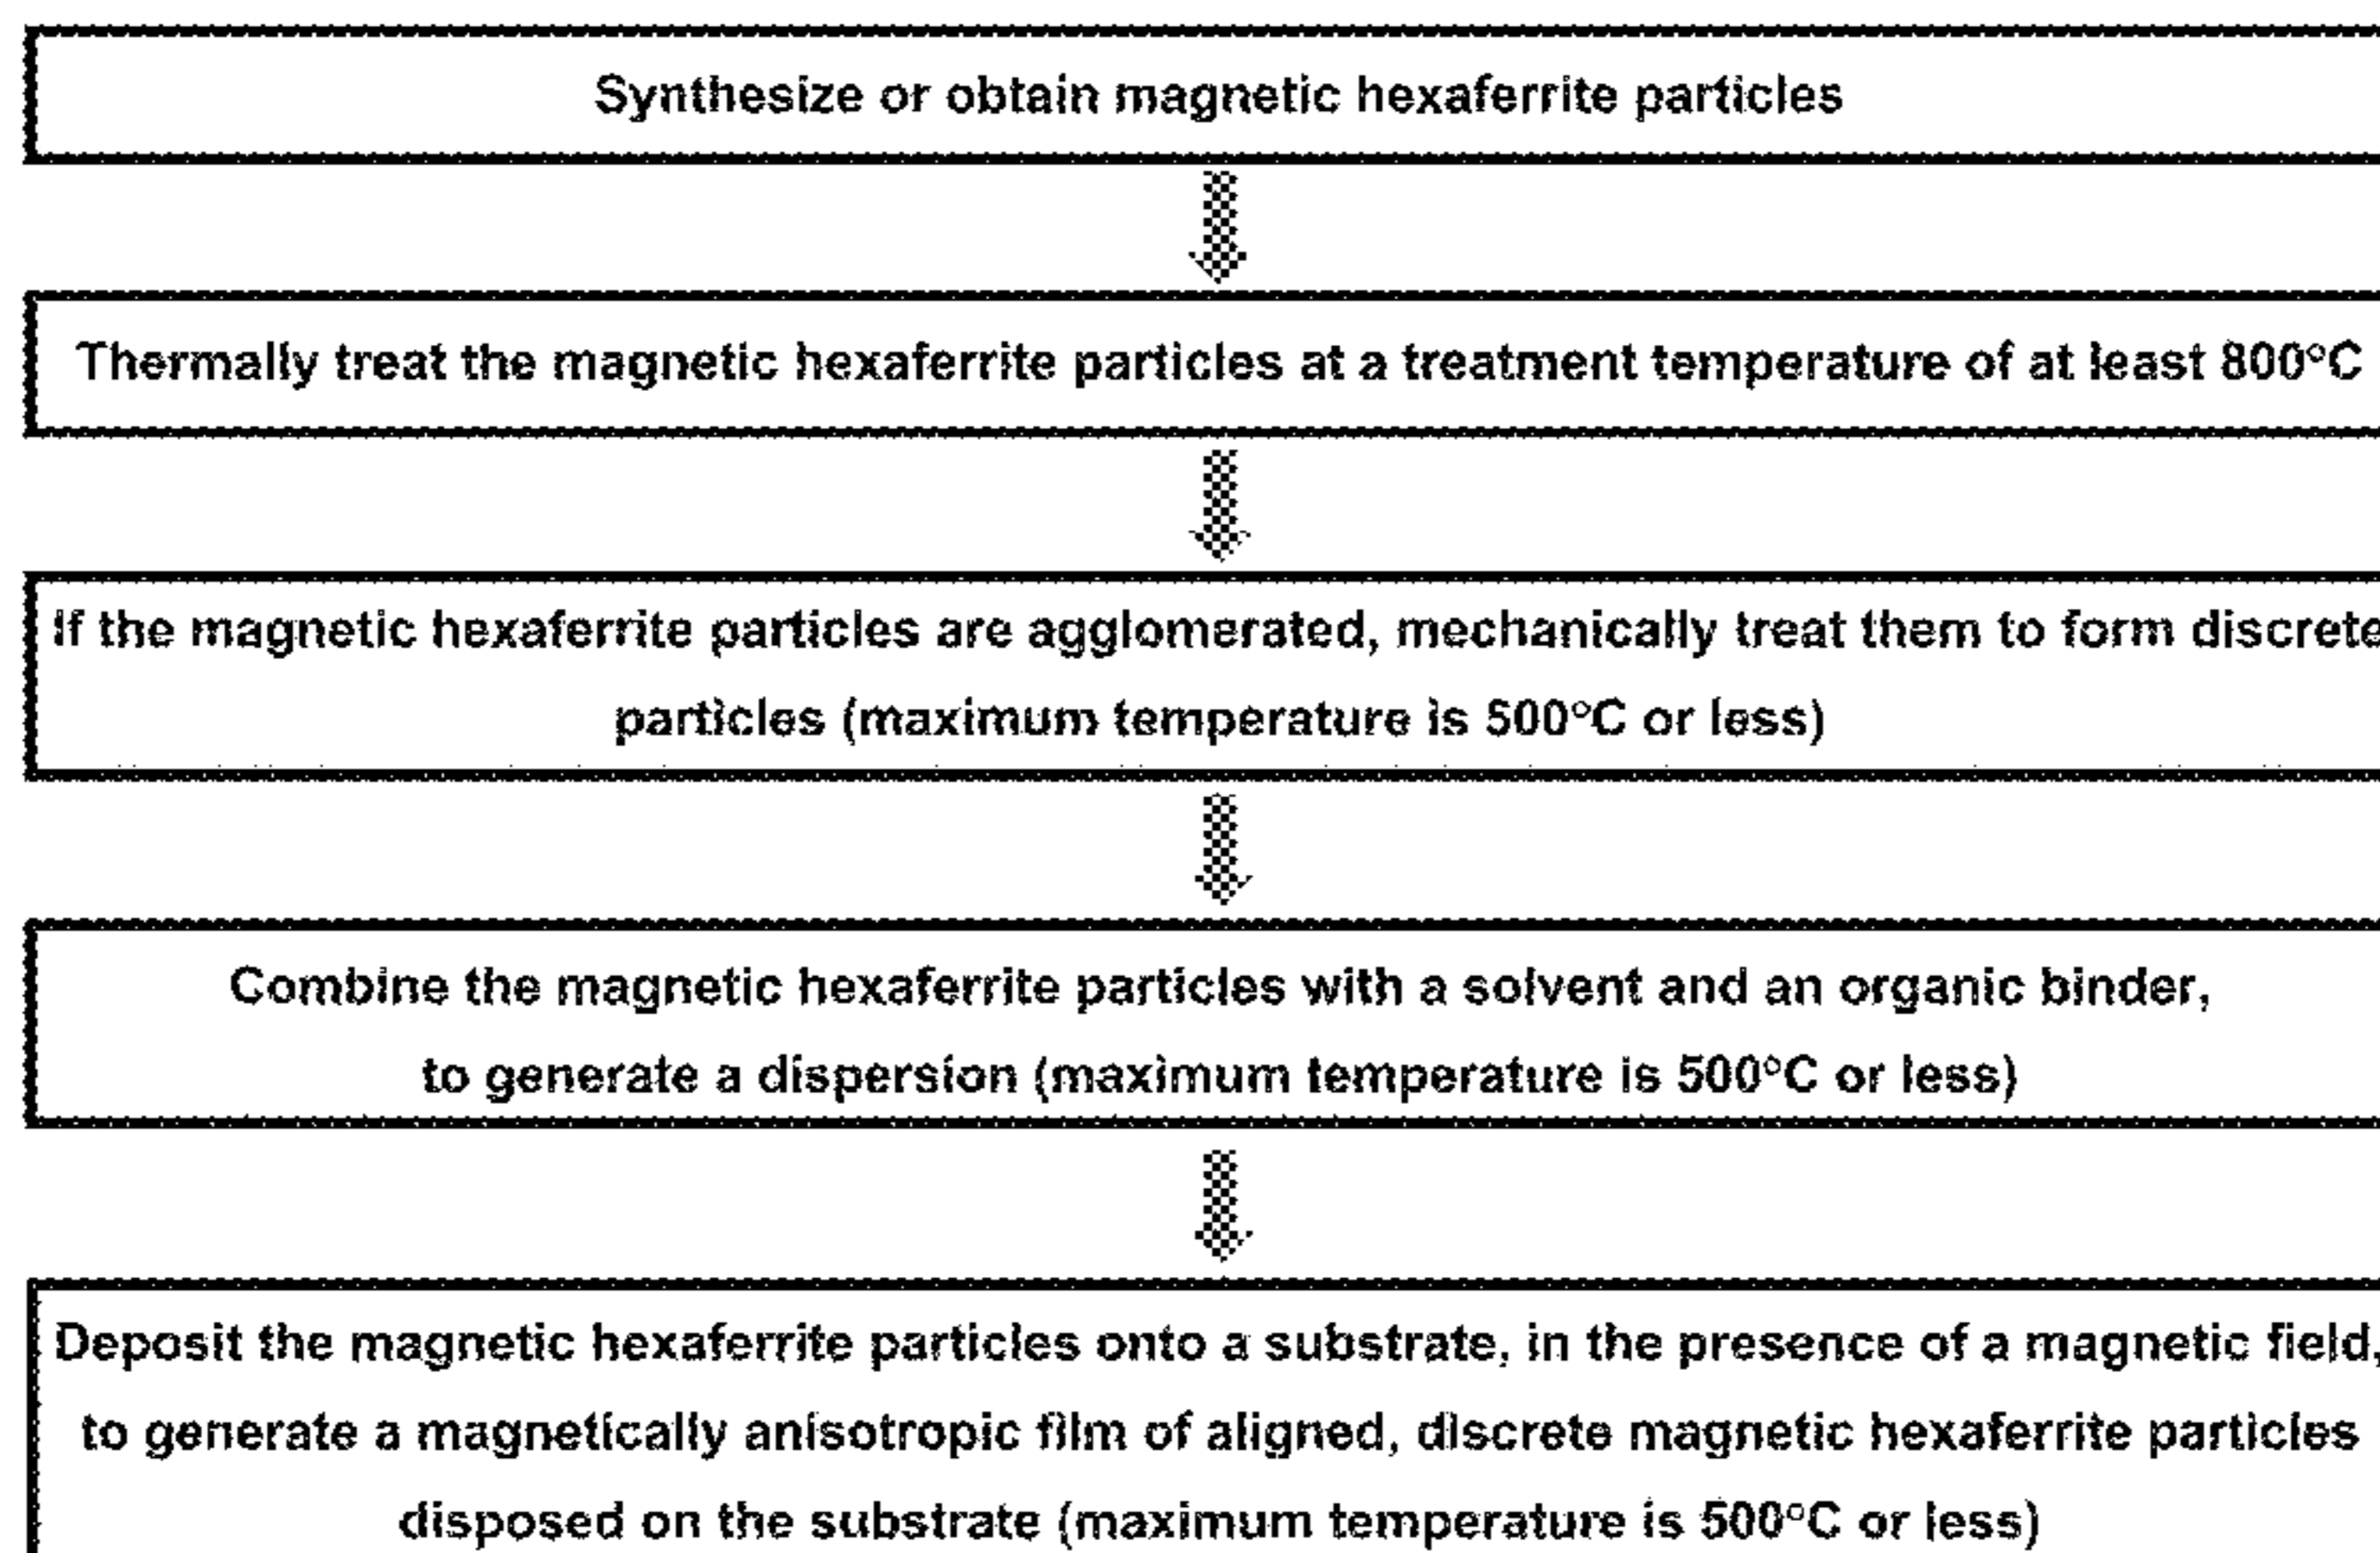 Synthesize or obtain magnetic hexaferrite particles
Thermally treat the magnetic hexaferrite particles at a treatment temperature of at least 800°C
If the magnetic hexaferrite particles are agglomerated, mechanically treat them to form discrete
particles (maximum temperature is 500°C or less)
Combine the magnetic hexaferrite particles with a solvent and an organic binder,
to generate a dispersion (maximum temperature is 500°C or less)
Deposit the magnetic hexaferrite particles onto a substrate, in the presence of a magnetic field,
to generate a magnetically anisotropic film of aligned, discrete magnetic hexaferrite particles
disposed on the substrate (maximum temperature is 500°C or less)